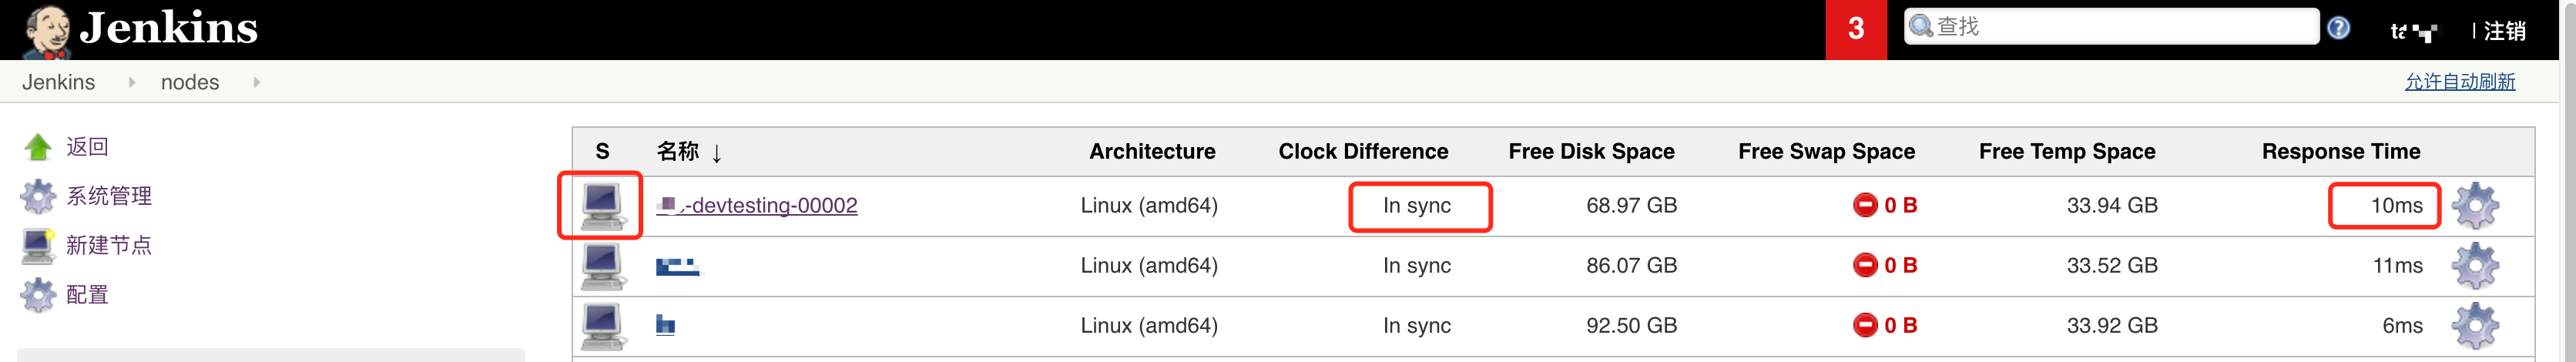 Jenkins
3
查找
注销
Jenkins
nodes
允许自动刷新
返回
系统管理
新建节点
配置
S 名称 ↓ Architecture Clock Difference Free Disk Space Free Swap Space Free Temp Space Response Time
-devtesting-00002 Linux (amd64) In sync 68.97 GB 0 B 33.94 GB 10ms
Linux (amd64) In sync 86.07 GB 0 B 33.52 GB 11ms
Linux (amd64) In sync 92.50 GB 0 B 33.92 GB 6ms